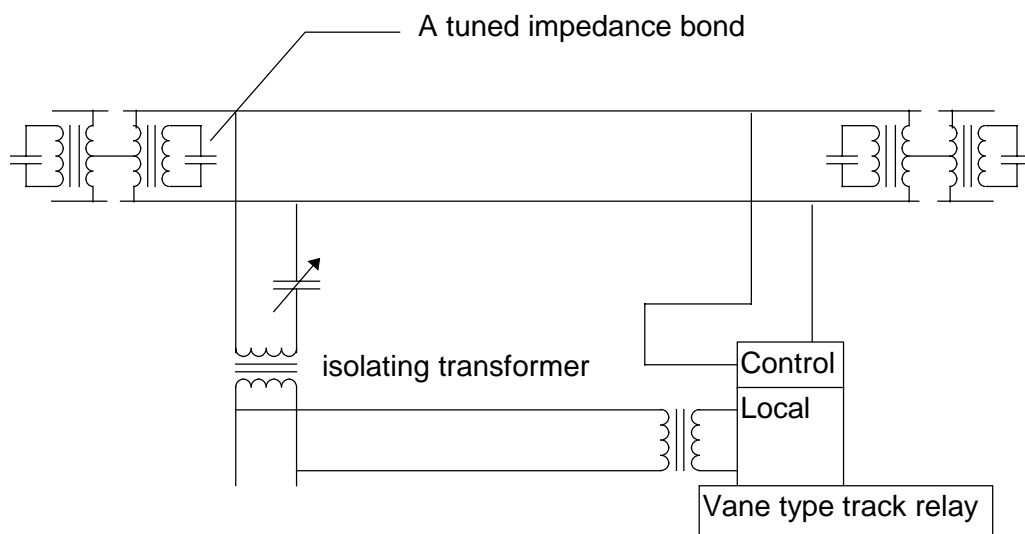 A tuned impedance bond
isolating transformer
Control
Local
Vane type track relay